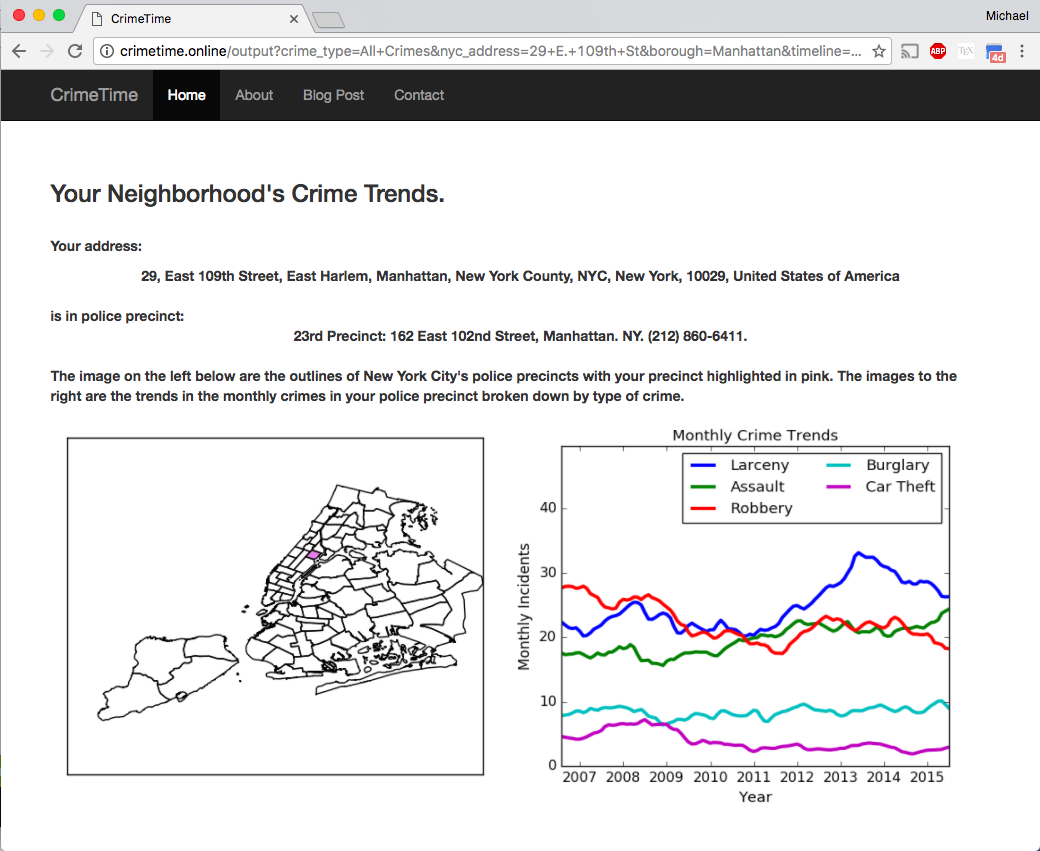 CrimeTime
Michael
crimetime.online/output?crime_type=All+Crimes&nyc_address=29+E.+109th+St&borough=Manhattan&timeline=...
ABP
TEX
4d
CrimeTime Home About Blog Post Contact
Your Neighborhood's Crime Trends.
Your address:
29, East 109th Street, East Harlem, Manhattan, New York County, NYC, New York, 10029, United States of America
is in police precinct:
23rd Precinct: 162 East 102nd Street, Manhattan. NY. (212) 860-6411.
The image on the left below are the outlines of New York City's police precincts with your precinct highlighted in pink. The images to the
right are the trends in the monthly crimes in your police precinct broken down by type of crime.
Monthly Crime Trends
Larceny Burglary
Assault Car Theft
Robbery
Monthly Incidents
40
30
20
10
0
2007 2008 2009 2010 2011 2012 2013 2014 2015
Year